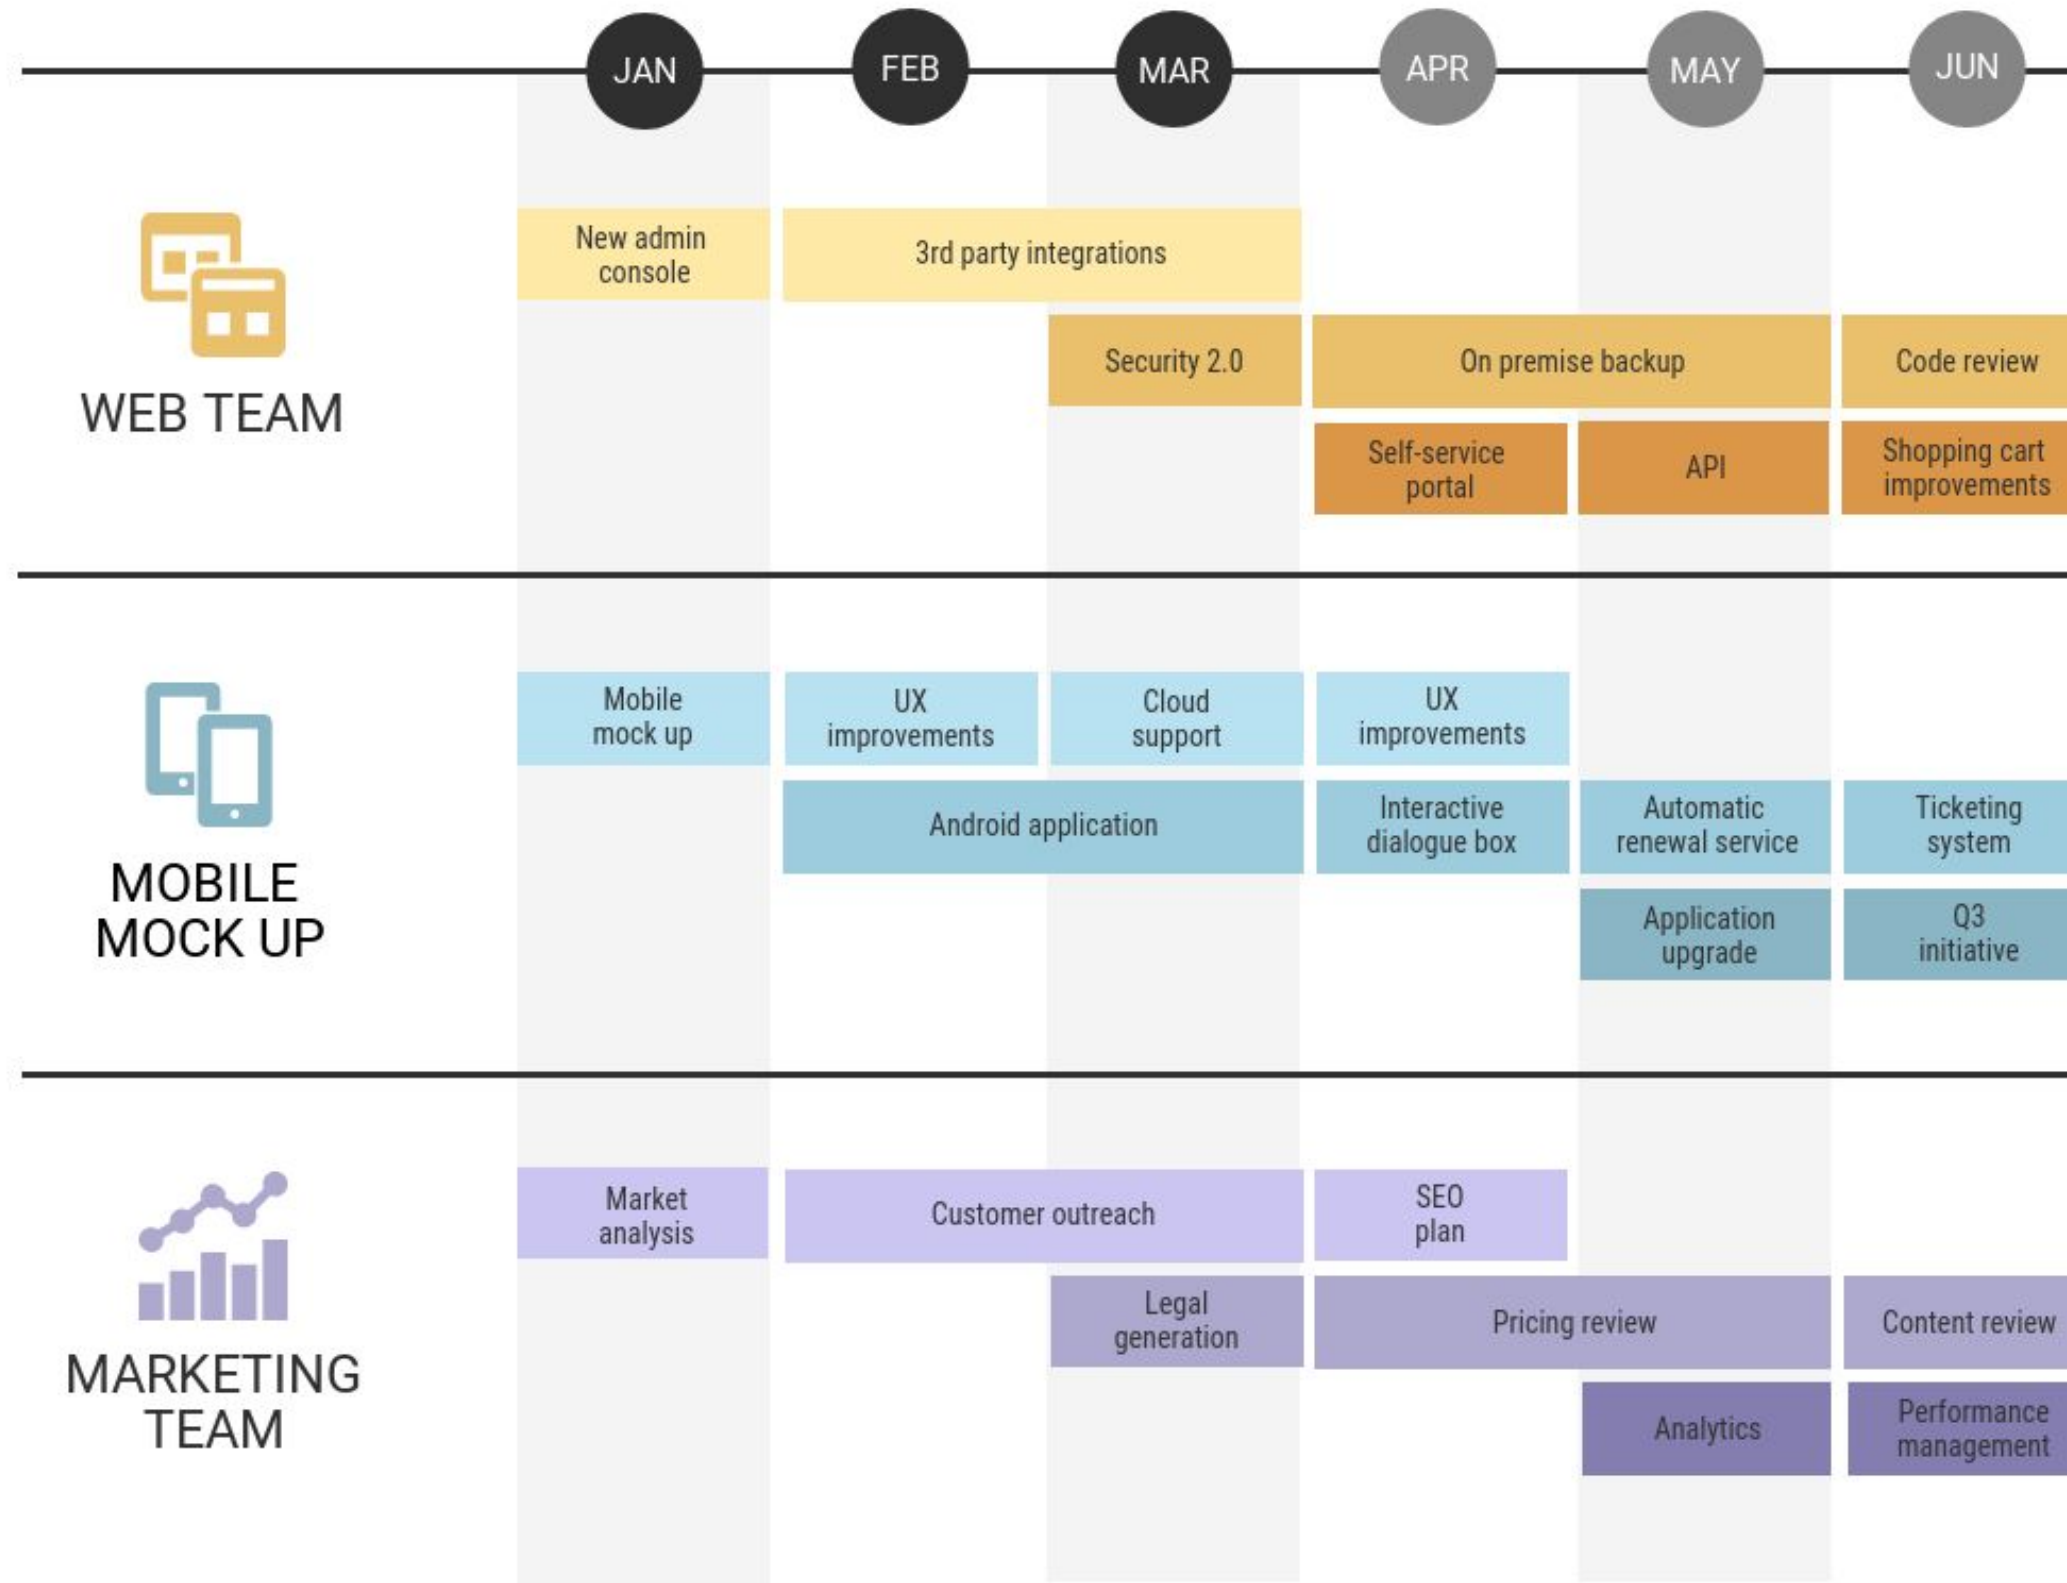 JAN FEB MAR APR MAY JUN
New admin
console
3rd party integrations
Security 2.0
On premise backup
Code review
Self-service
portal
API
Shopping cart
improvements
WEB TEAM
Mobile
mock up
UX
improvements
Cloud
support
UX
improvements
Android application
Interactive
dialogue box
Automatic
renewal service
Ticketing
system
Application
upgrade
Q3
initiative
MOBILE
MOCK UP
Market
analysis
Customer outreach
SEO
plan
Legal
generation
Pricing review
Content review
Analytics
Performance
management
MARKETING
TEAM